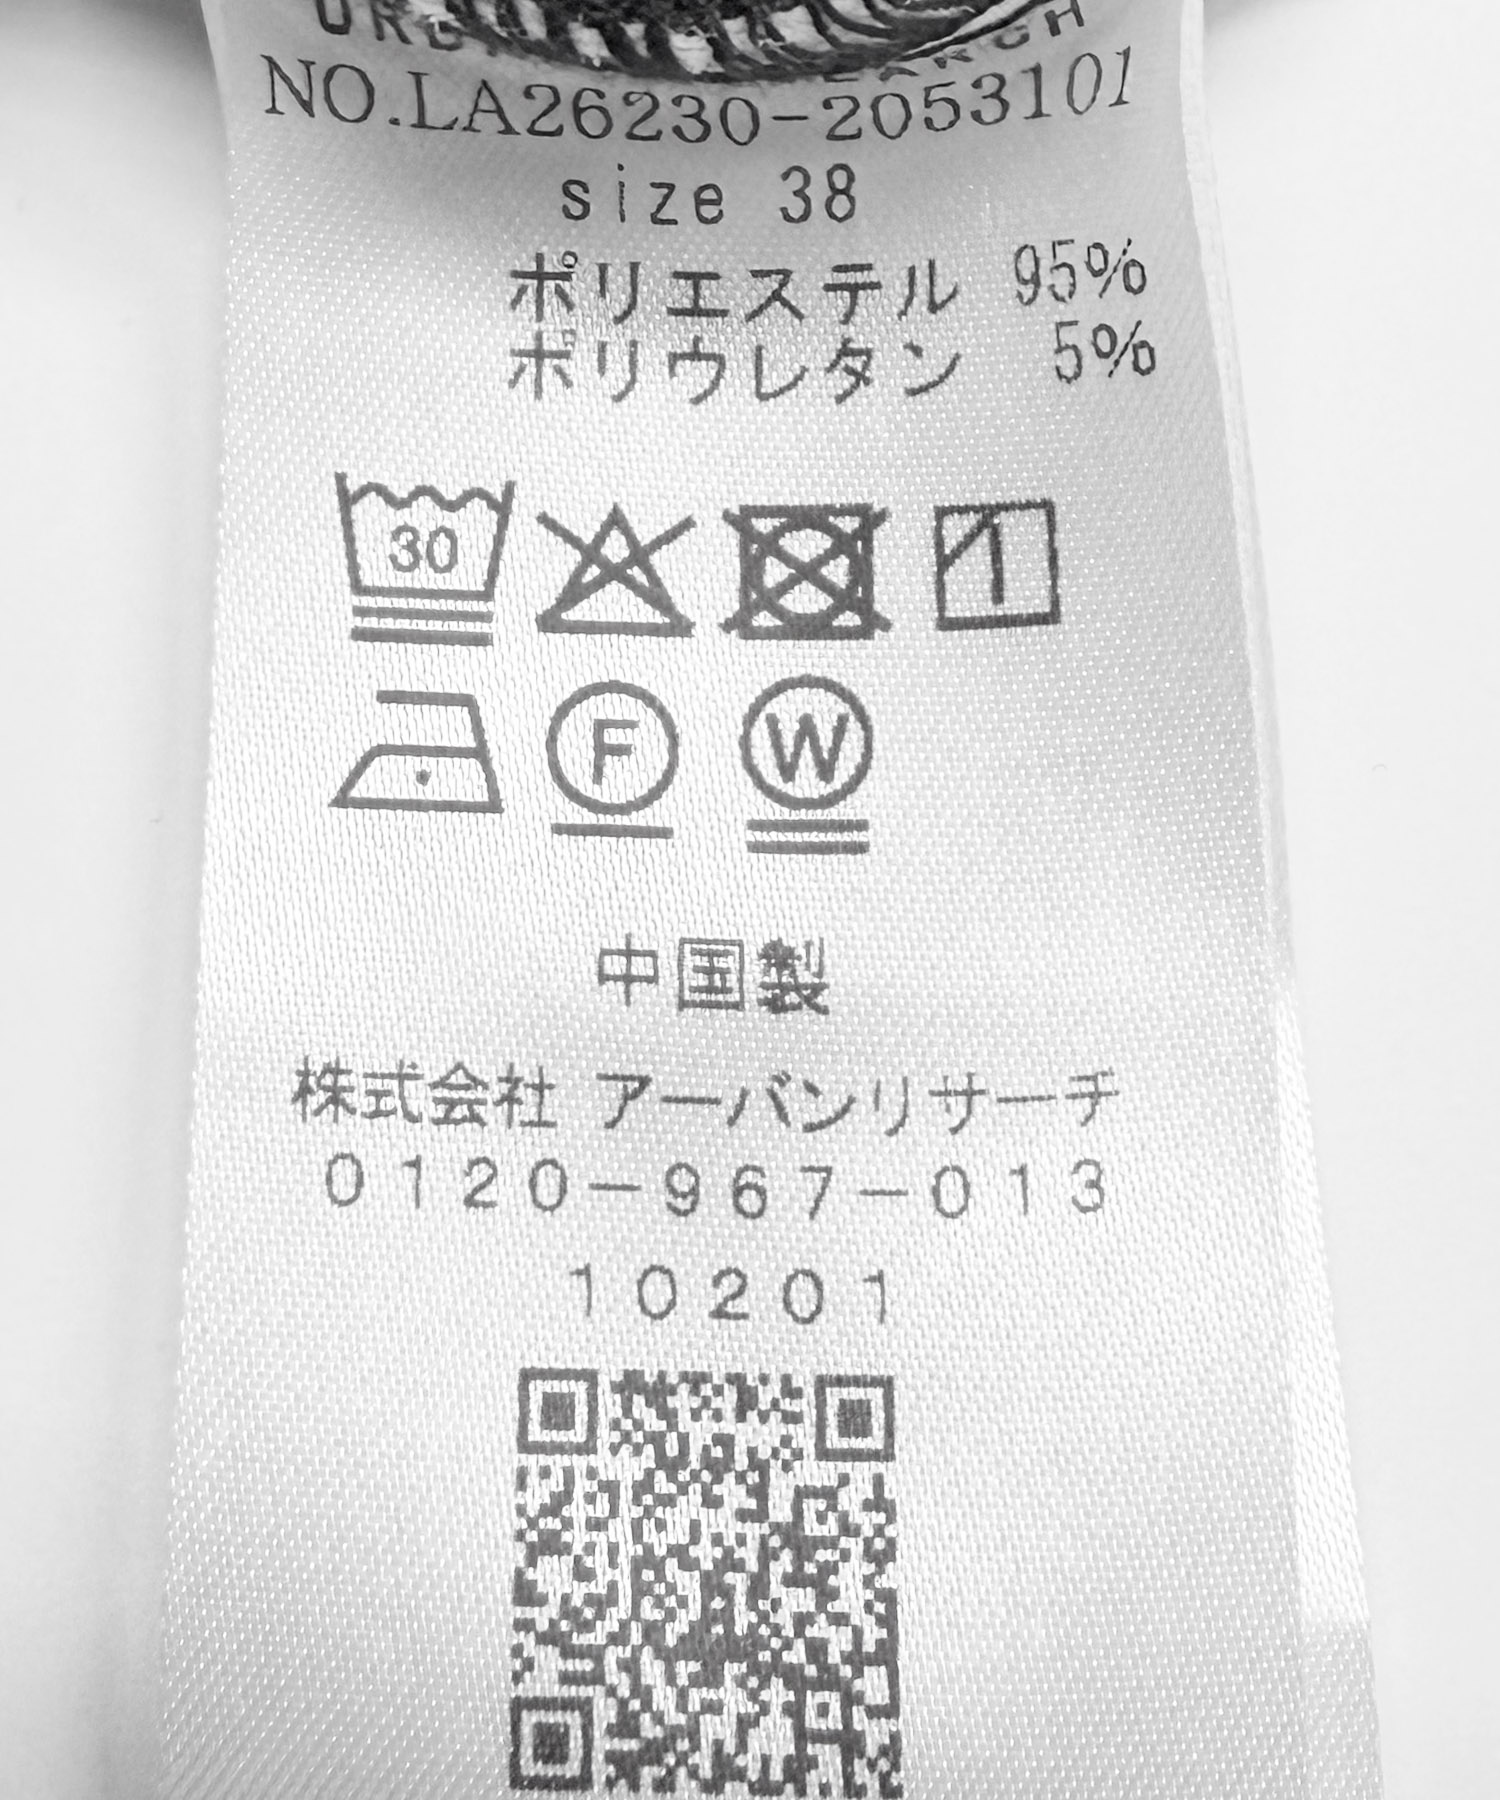 NO.LA26230-2053101
size 38
ポリエステル 95%
ポリウレタン 5%
30
F W
中国製
株式会社 アーバンリサーチ
0120-967-013
10201